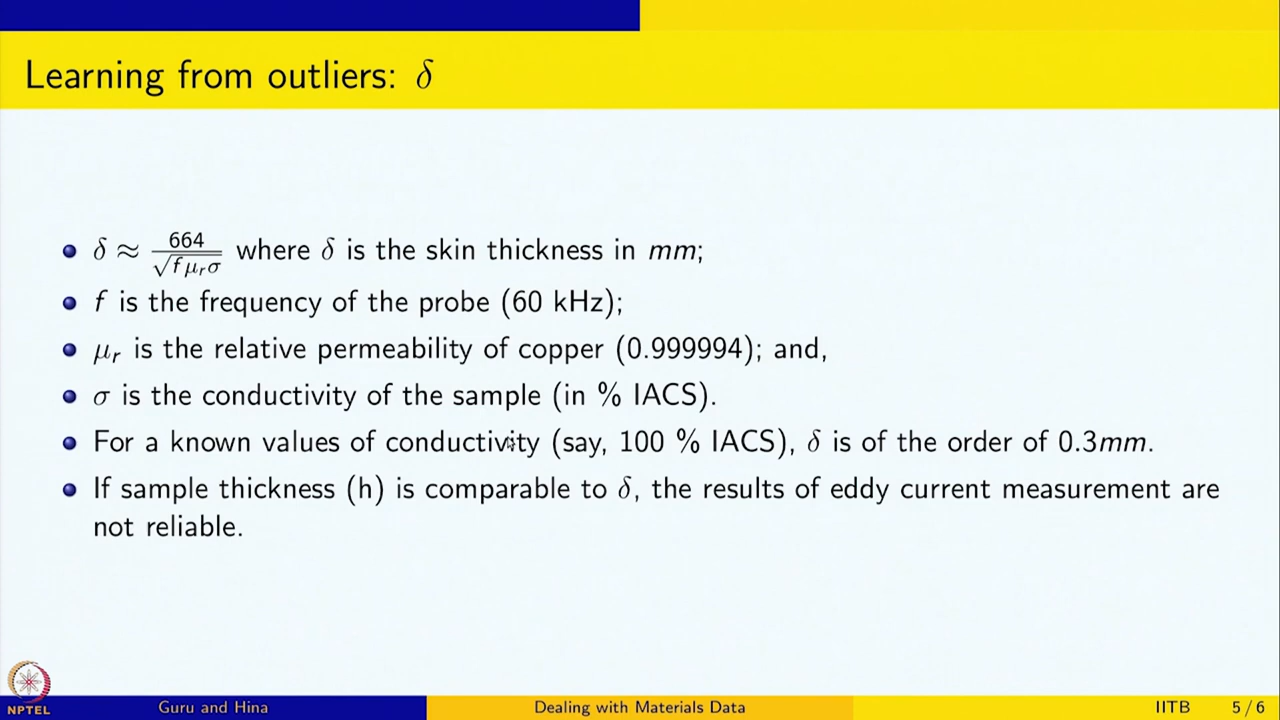 Learning from outliers: δ
δ ≈ 664/√(f μᵣσ) where δ is the skin thickness in mm;
f is the frequency of the probe (60 kHz);
μᵣ is the relative permeability of copper (0.999994); and,
σ is the conductivity of the sample (in % IACS).
For a known values of conductivity (say, 100 % IACS), δ is of the order of 0.3mm.
If sample thickness (h) is comparable to δ, the results of eddy current measurement are
not reliable.
NPTEL
Guru and Hina
Dealing with Materials Data
IITB
5 / 6